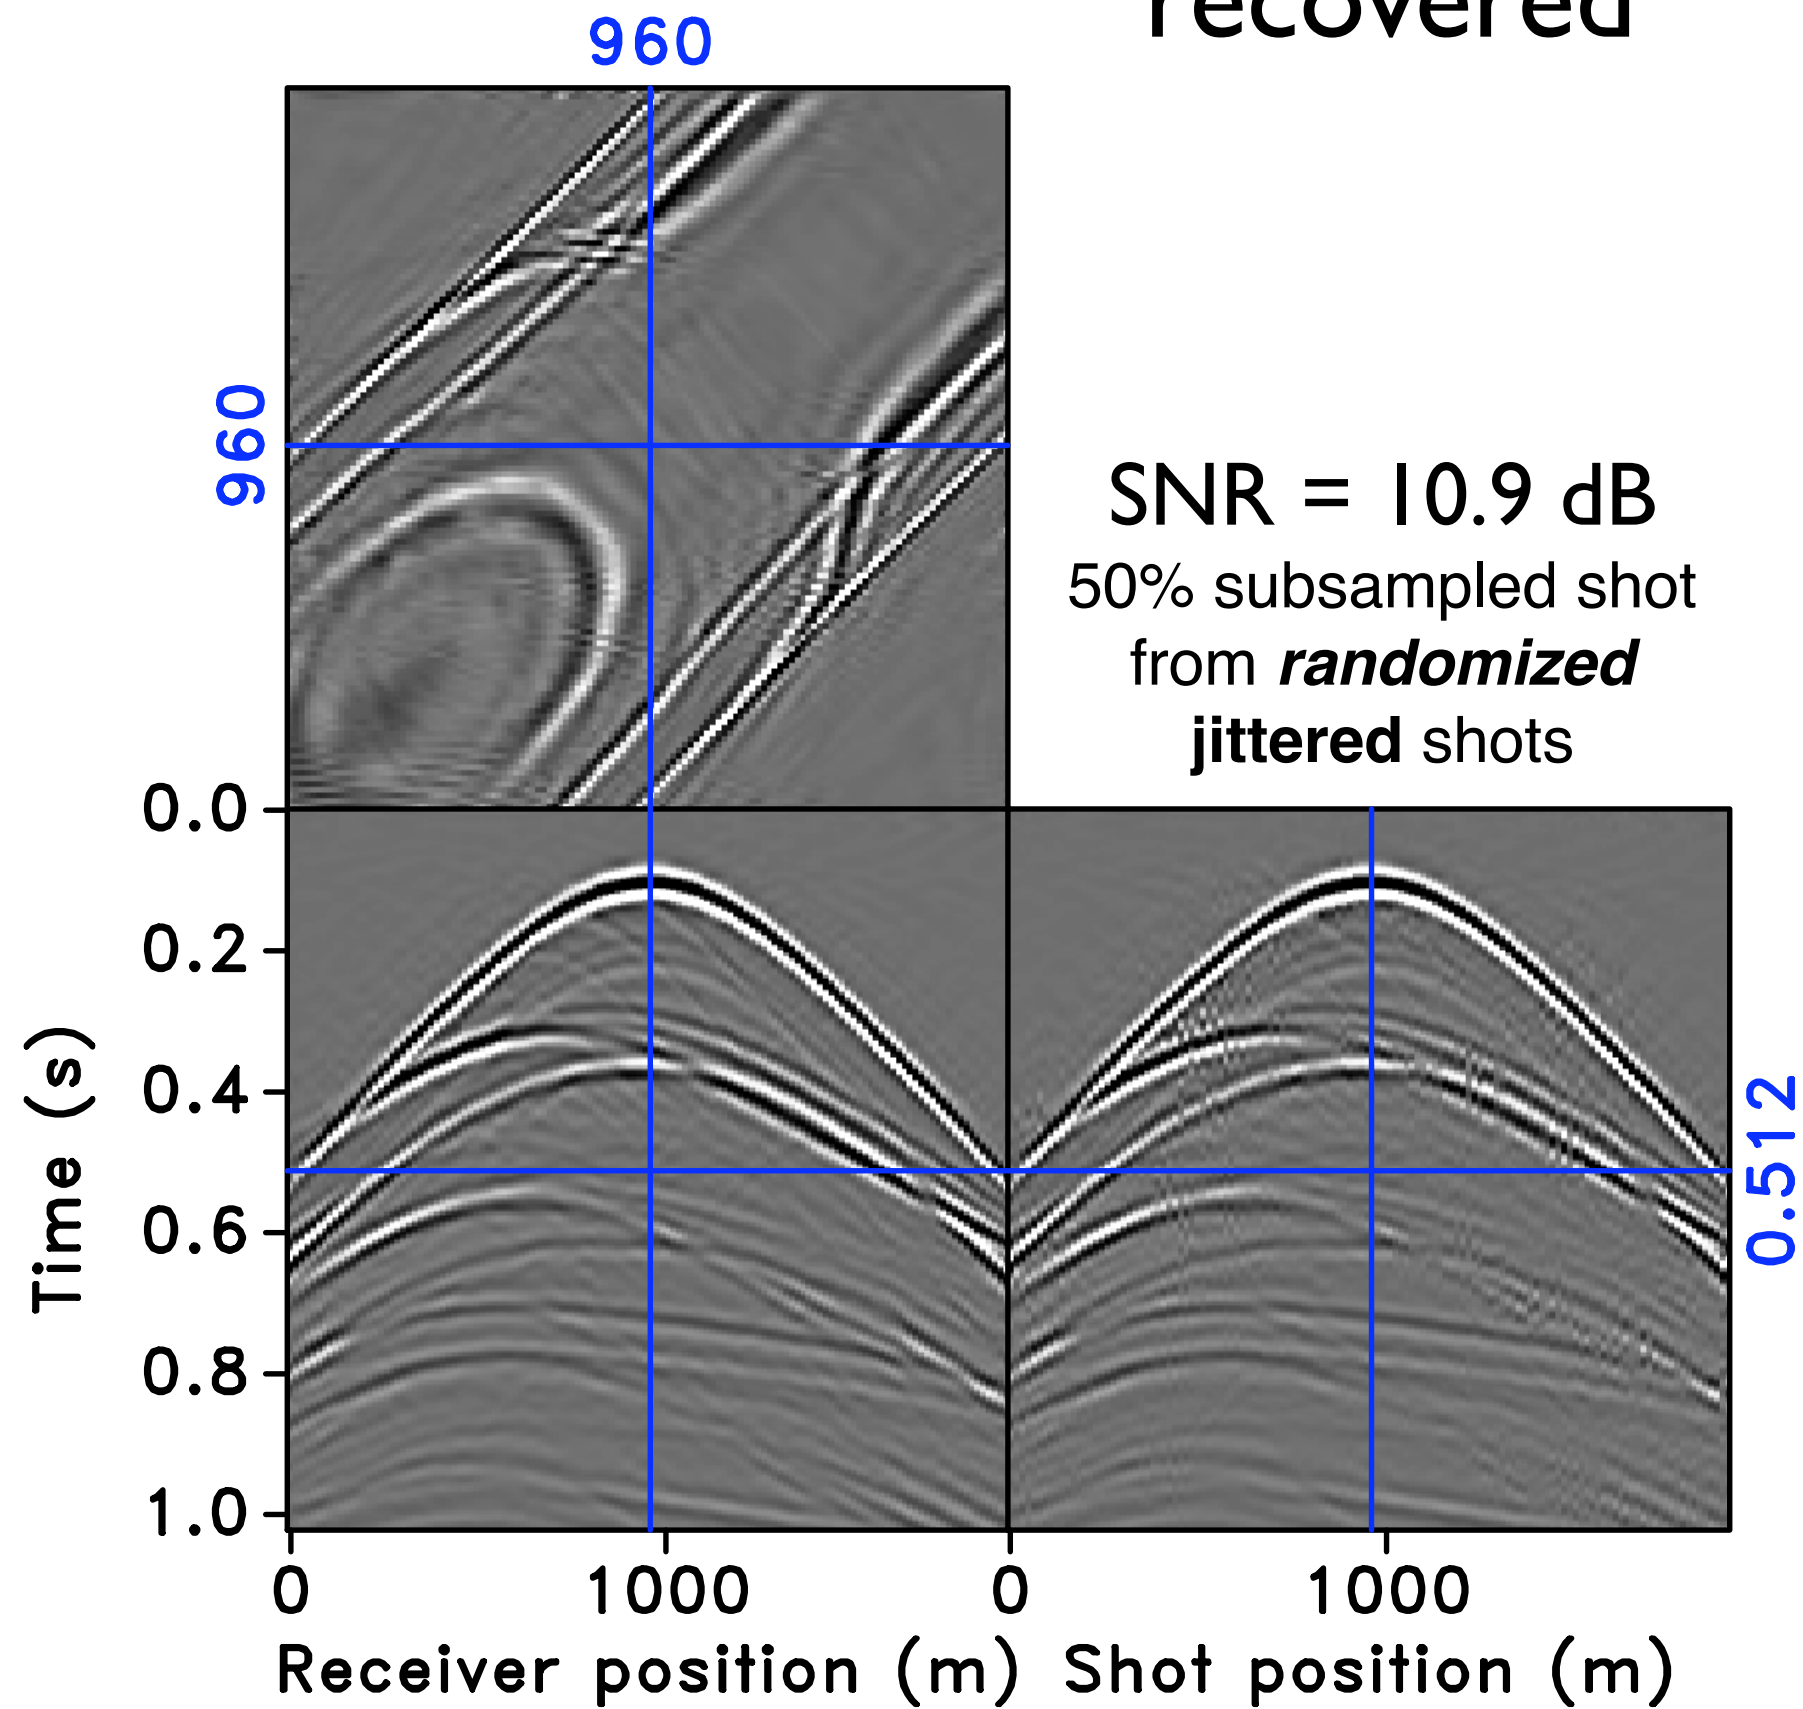 recovered
960
960
SNR = 10.9 dB
50% subsampled shot
from randomized
jittered shots
0.0
0.2
0.4
0.6
0.8
1.0
Time (s)
0.512
0 1000 0 1000
Receiver position (m) Shot position (m)